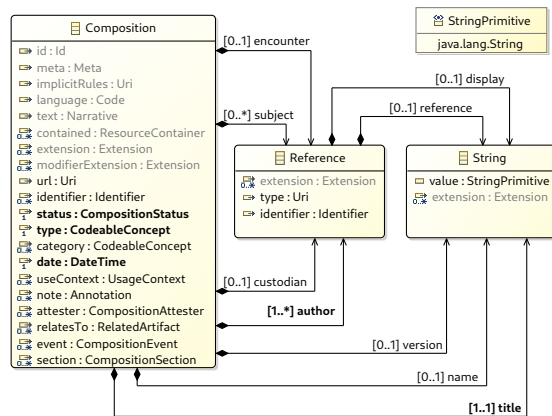 Composition
id : Id
meta : Meta
implicitRules : Uri
language : Code
text : Narrative
contained : ResourceContainer
extension : Extension
modifierExtension : Extension
url : Uri
identifier : Identifier
status : CompositionStatus
type : CodeableConcept
category : CodeableConcept
date : DateTime
useContext : UsageContext
note : Annotation
attester : CompositionAttester
relatesTo : RelatedArtifact
event : CompositionEvent
section : CompositionSection
StringPrimitive
java.lang.String
[0..1] encounter
[0..1] display
[0..*] subject
[0..1] reference
Reference
extension : Extension
type : Uri
identifier : Identifier
String
value : StringPrimitive
extension : Extension
[0..1] custodian
[1..*] author
[0..1] version
[0..1] name
[1..1] title